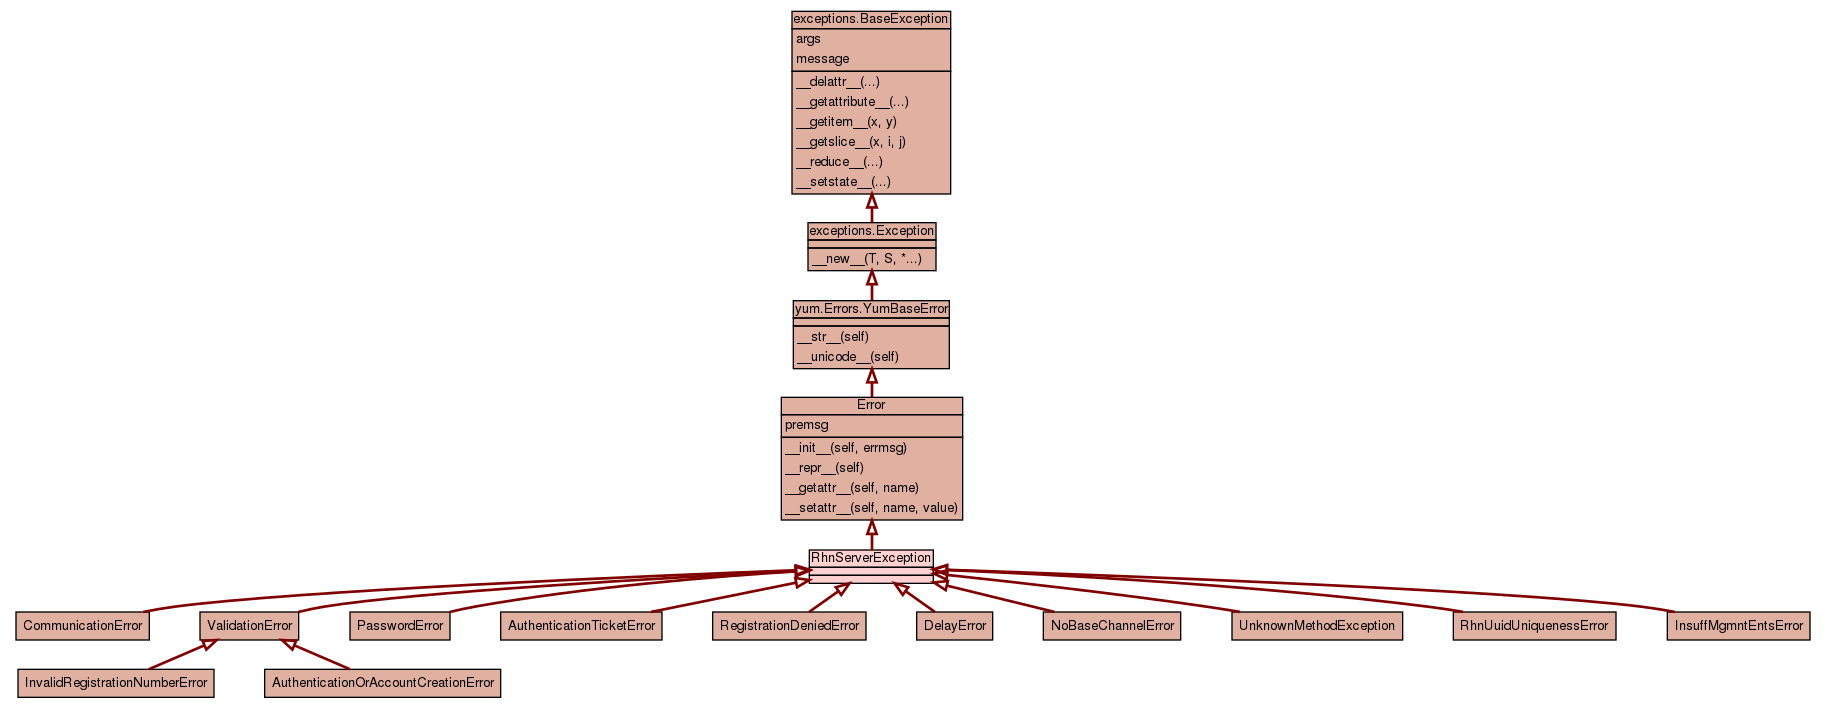 exceptions.BaseException
args
message
__delattr__(...)
__getattribute__(...)
__getitem__(x, y)
__getslice__(x, i, j)
__reduce__(...)
__setstate__(...)
exceptions.Exception
__new__(T, S, *...)
yum.Errors.YumBaseError
__str__(self)
__unicode__(self)
Error
premsg
__init__(self, errmsg)
__repr__(self)
__getattr__(self, name)
__setattr__(self, name, value)
RhnServerException
CommunicationError
ValidationError
PasswordError
AuthenticationTicketError
RegistrationDeniedError
DelayError
NoBaseChannelError
UnknownMethodException
RhnUuidUniquenessError
InsuffMgmntEntsError
InvalidRegistrationNumberError
AuthenticationOrAccountCreationError